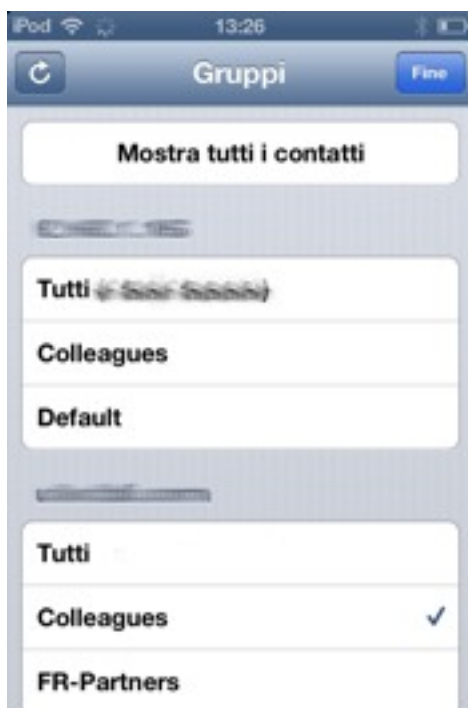 iPod 13:26
Gruppi Fine
Mostra tutti i contatti
Tutti
Colleagues
Default
Tutti
Colleagues
FR-Partners